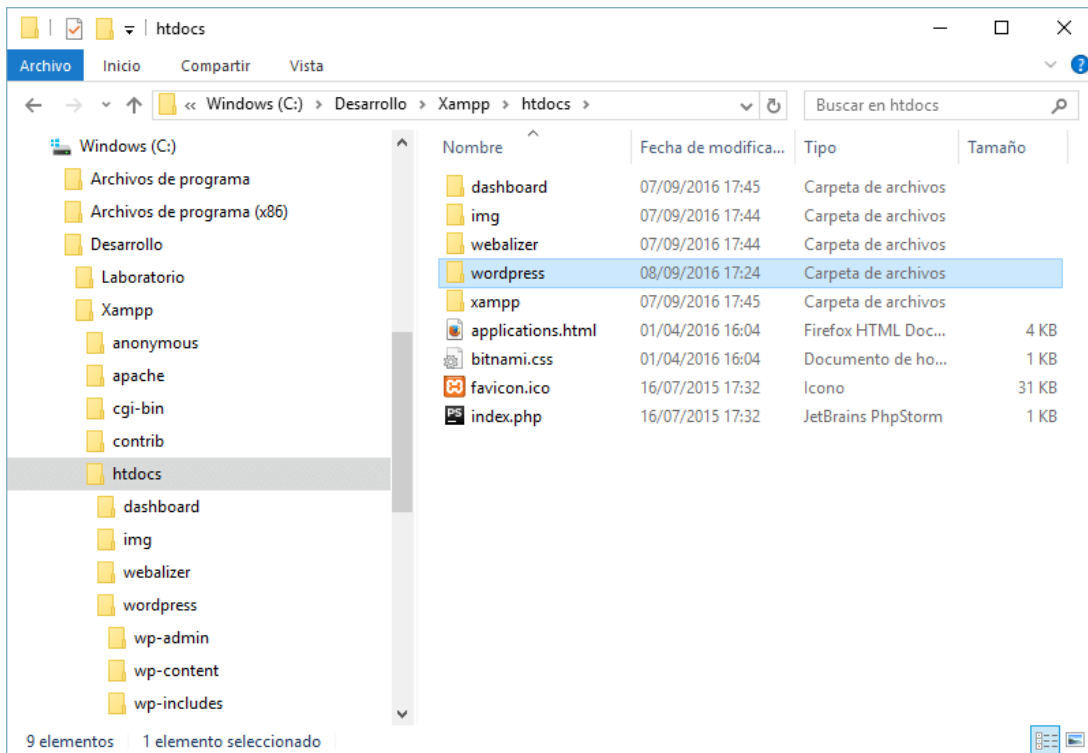 htdocs
Archivo Inicio Compartir Vista
« Windows (C:) > Desarrollo > Xampp > htdocs > Buscar en htdocs
Windows (C:)
Archivos de programa
Archivos de programa (x86)
Desarrollo
Laboratorio
Xampp
anonymous
apache
cgi-bin
contrib
htdocs
dashboard
img
webalizer
wordpress
wp-admin
wp-content
wp-includes
Nombre Fecha de modifica... Tipo Tamaño
dashboard 07/09/2016 17:45 Carpeta de archivos
img 07/09/2016 17:44 Carpeta de archivos
webalizer 07/09/2016 17:44 Carpeta de archivos
wordpress 08/09/2016 17:24 Carpeta de archivos
xampp 07/09/2016 17:45 Carpeta de archivos
applications.html 01/04/2016 16:04 Firefox HTML Doc... 4 KB
bitnami.css 01/04/2016 16:04 Documento de ho... 1 KB
favicon.ico 16/07/2015 17:32 Icono 31 KB
PS index.php 16/07/2015 17:32 JetBrains PhpStorm 1 KB
9 elementos 1 elemento seleccionado